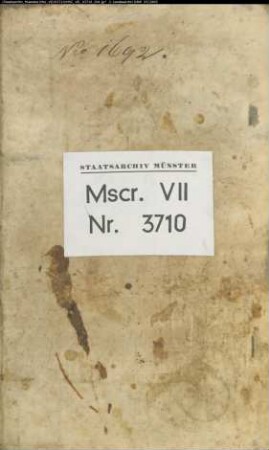 No 1692.
STAATSARCHIV MÜNSTER
Mscr. VII
Nr. 3710